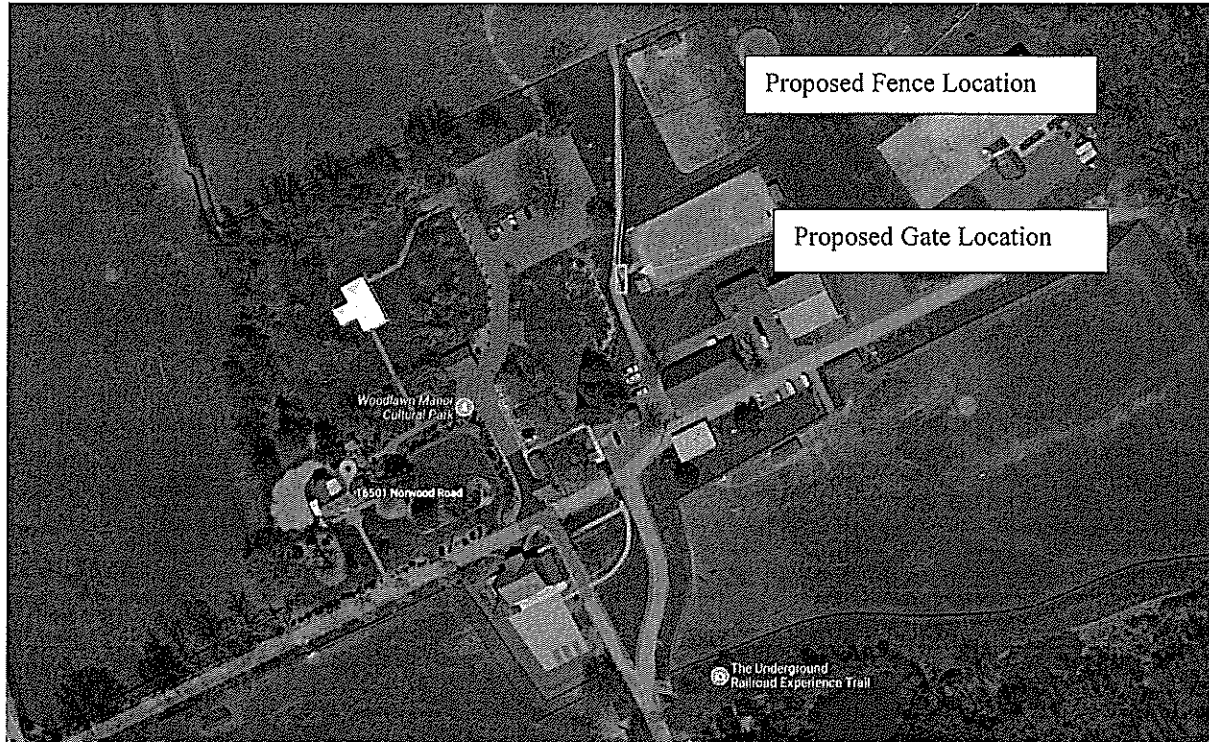 Proposed Fence Location
Proposed Gate Location
Woodlawn Manor
Cultural Park
16501 Norwood Road
The Underground
Railroad Experience Trail